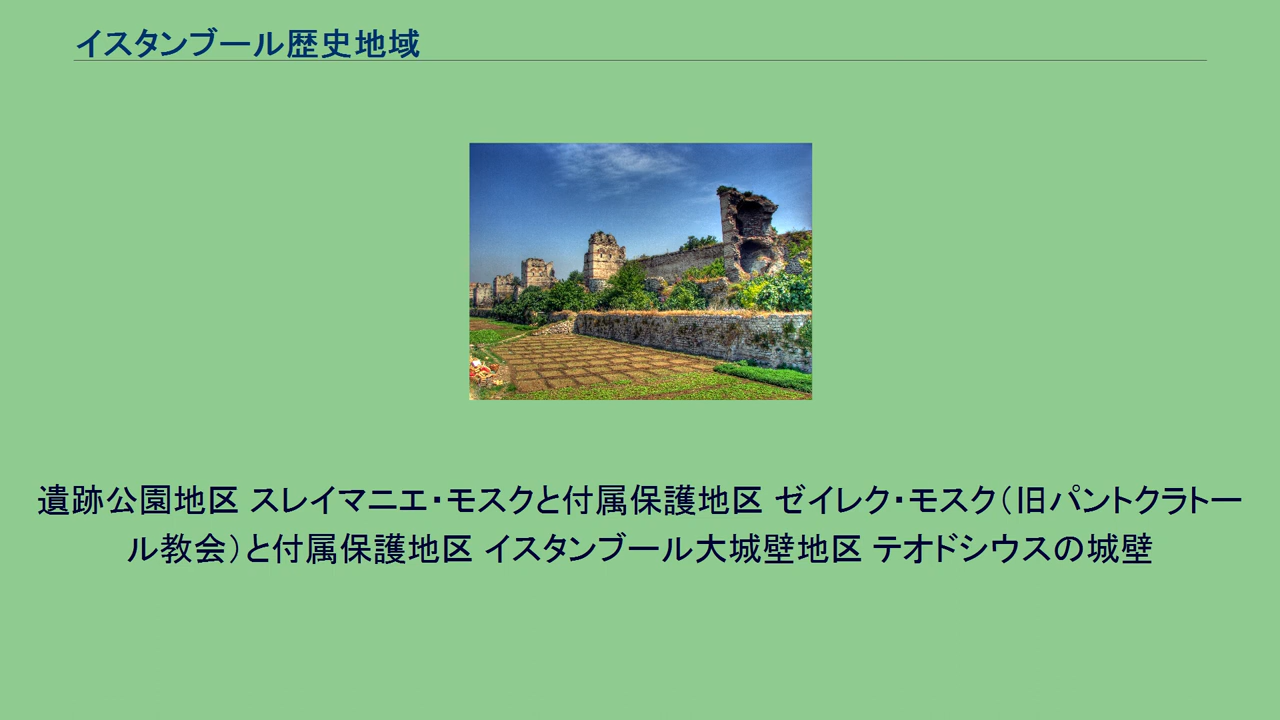 イスタンブール歴史地域
遺跡公園地区 スレイマニエ・モスクと付属保護地区 ゼイレク・モスク（旧パントクラトー
ル教会）と付属保護地区 イスタンブール大城壁地区 テオドシウスの城壁